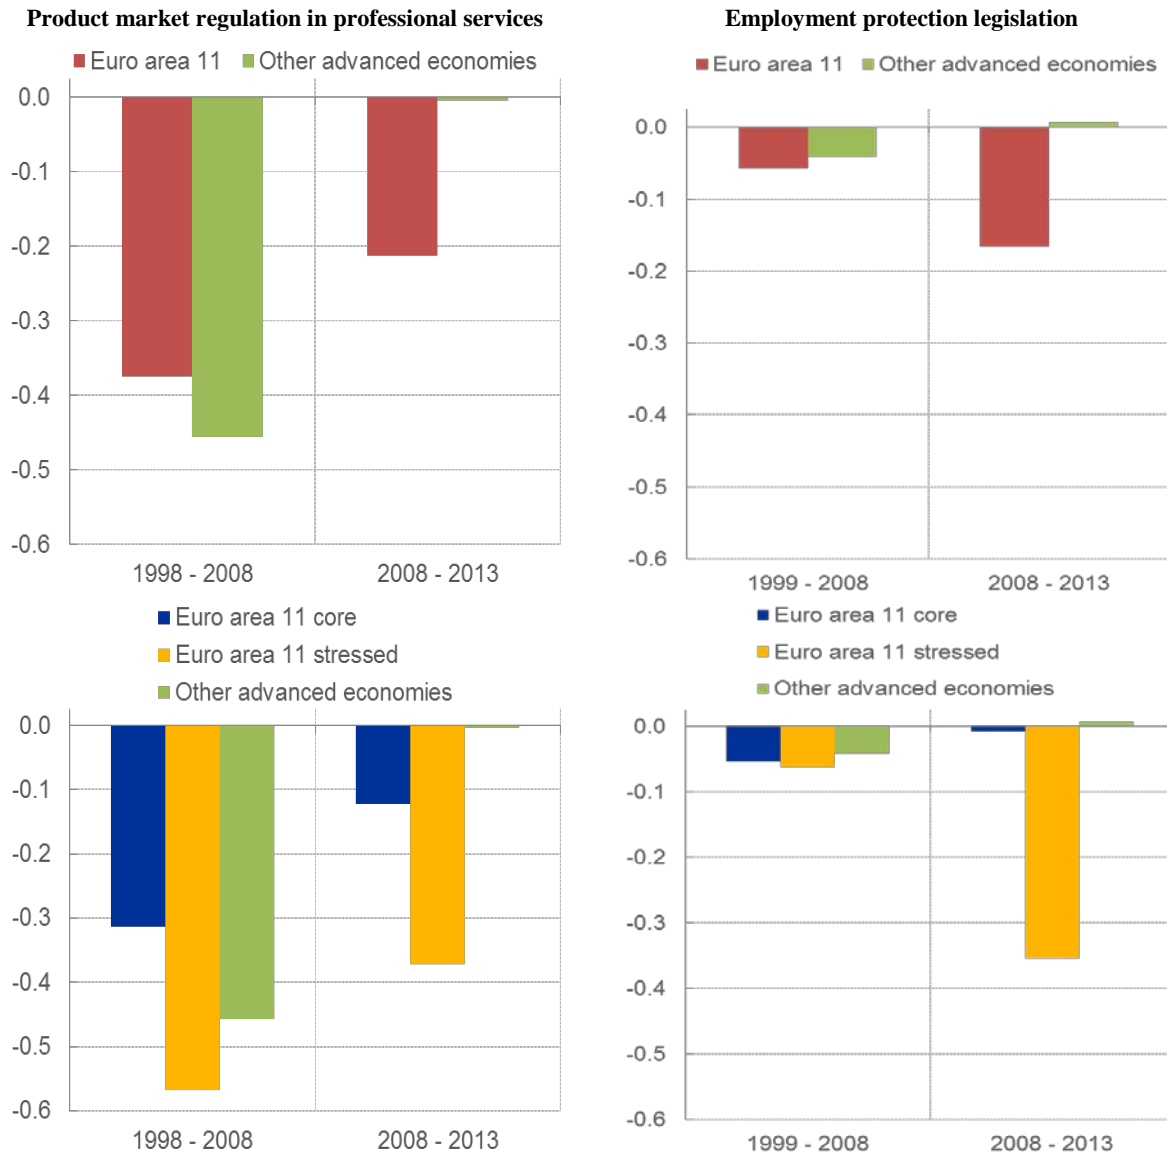 Product market regulation in professional services
Euro area 11 Other advanced economies
0.0
-0.1
-0.2
-0.3
-0.4
-0.5
-0.6
1998 - 2008 2008 - 2013
Employment protection legislation
Euro area 11 Other advanced economies
0.0
-0.1
-0.2
-0.3
-0.4
-0.5
-0.6
1999 - 2008 2008 - 2013
Euro area 11 core
Euro area 11 stressed
Other advanced economies
0.0
-0.1
-0.2
-0.3
-0.4
-0.5
-0.6
1998 - 2008 2008 - 2013
Euro area 11 core
Euro area 11 stressed
Other advanced economies
0.0
-0.1
-0.2
-0.3
-0.4
-0.5
-0.6
1999 - 2008 2008 - 2013